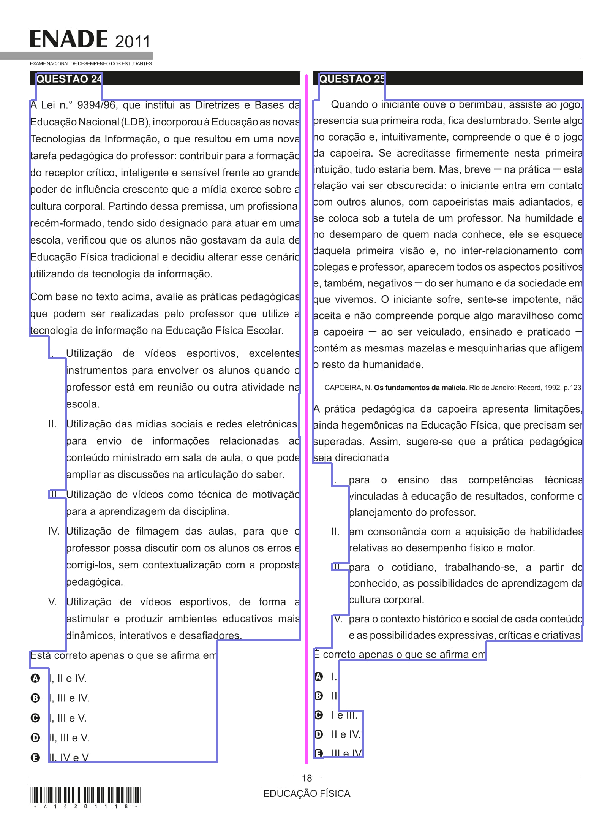 ENADE 2011
EXAME NACIONAL DE DESEMPENHO DOS ESTUDANTES
QUESTÃO 24
A Lei n.º 9394/96, que institui as Diretrizes e Bases da
Educação Nacional (LDB), incorporou à Educação as novas
Tecnologias da Informação, o que resultou em uma nova
tarefa pedagógica do professor: contribuir para a formação
do receptor crítico, inteligente e sensível frente ao grande
poder de influência crescente que a mídia exerce sobre a
cultura corporal. Partindo dessa premissa, um profissional
recém-formado, tendo sido designado para atuar em uma
escola, verificou que os alunos não gostavam da aula de
Educação Física tradicional e decidiu alterar esse cenário
utilizando da tecnologia da informação.
Com base no texto acima, avalie as práticas pedagógicas
que podem ser realizadas pelo professor que utilize a
tecnologia de informação na Educação Física Escolar.
I. Utilização de vídeos esportivos, excelentes
instrumentos para envolver os alunos quando o
professor está em reunião ou outra atividade na
escola.
II. Utilização das mídias sociais e redes eletrônicas,
para envio de informações relacionadas ao
conteúdo ministrado em sala de aula, o que pode
ampliar as discussões na articulação do saber.
III. Utilização de vídeos como técnica de motivação
para a aprendizagem da disciplina.
IV. Utilização de filmagem das aulas, para que o
professor possa discutir com os alunos os erros e
corrigi-los, sem contextualização com a proposta
pedagógica.
V. Utilização de vídeos esportivos, de forma a
estimular e produzir ambientes educativos mais
dinâmicos, interativos e desafiadores.
Está correto apenas o que se afirma em
A I, II e IV.
B I, III e IV.
C I, III e V.
D II, III e V.
E II, IV e V
QUESTÃO 25
Quando o iniciante ouve o berimbau, assiste ao jogo,
presencia sua primeira roda, fica deslumbrado. Sente algo
no coração e, intuitivamente, compreende o que é o jogo
da capoeira. Se acreditasse firmemente nesta primeira
intuição, tudo estaria bem. Mas, breve — na prática — esta
relação vai ser obscurecida: o iniciante entra em contato
com outros alunos, com capoeiristas mais adiantados, e
se coloca sob a tutela de um professor. Na humildade e
no desamparo de quem nada conhece, ele se esquece
daquela primeira visão e, no inter-relacionamento com
colegas e professor, aparecem todos os aspectos positivos
e, também, negativos — do ser humano e da sociedade em
que vivemos. O iniciante sofre, sente-se impotente, não
aceita e não compreende porque algo maravilhoso como
a capoeira — ao ser veiculado, ensinado e praticado —
contém as mesmas mazelas e mesquinharias que afligem
o resto da humanidade.
CAPOEIRA, N. Os fundamentos da malícia. Rio de Janeiro: Record, 1992, p.123.
A prática pedagógica da capoeira apresenta limitações,
ainda hegemônicas na Educação Física, que precisam ser
superadas. Assim, sugere-se que a prática pedagógica
seja direcionada
I. para o ensino das competências técnicas
vinculadas à educação de resultados, conforme o
planejamento do professor.
II. em consonância com a aquisição de habilidades
relativas ao desempenho físico e motor.
III. para o cotidiano, trabalhando-se, a partir do
conhecido, as possibilidades de aprendizagem da
cultura corporal.
IV. para o contexto histórico e social de cada conteúdo
e as possibilidades expressivas, críticas e criativas.
É correto apenas o que se afirma em
A I.
B II.
C I e III.
D II e IV.
E III e IV.
18
EDUCAÇÃO FÍSICA